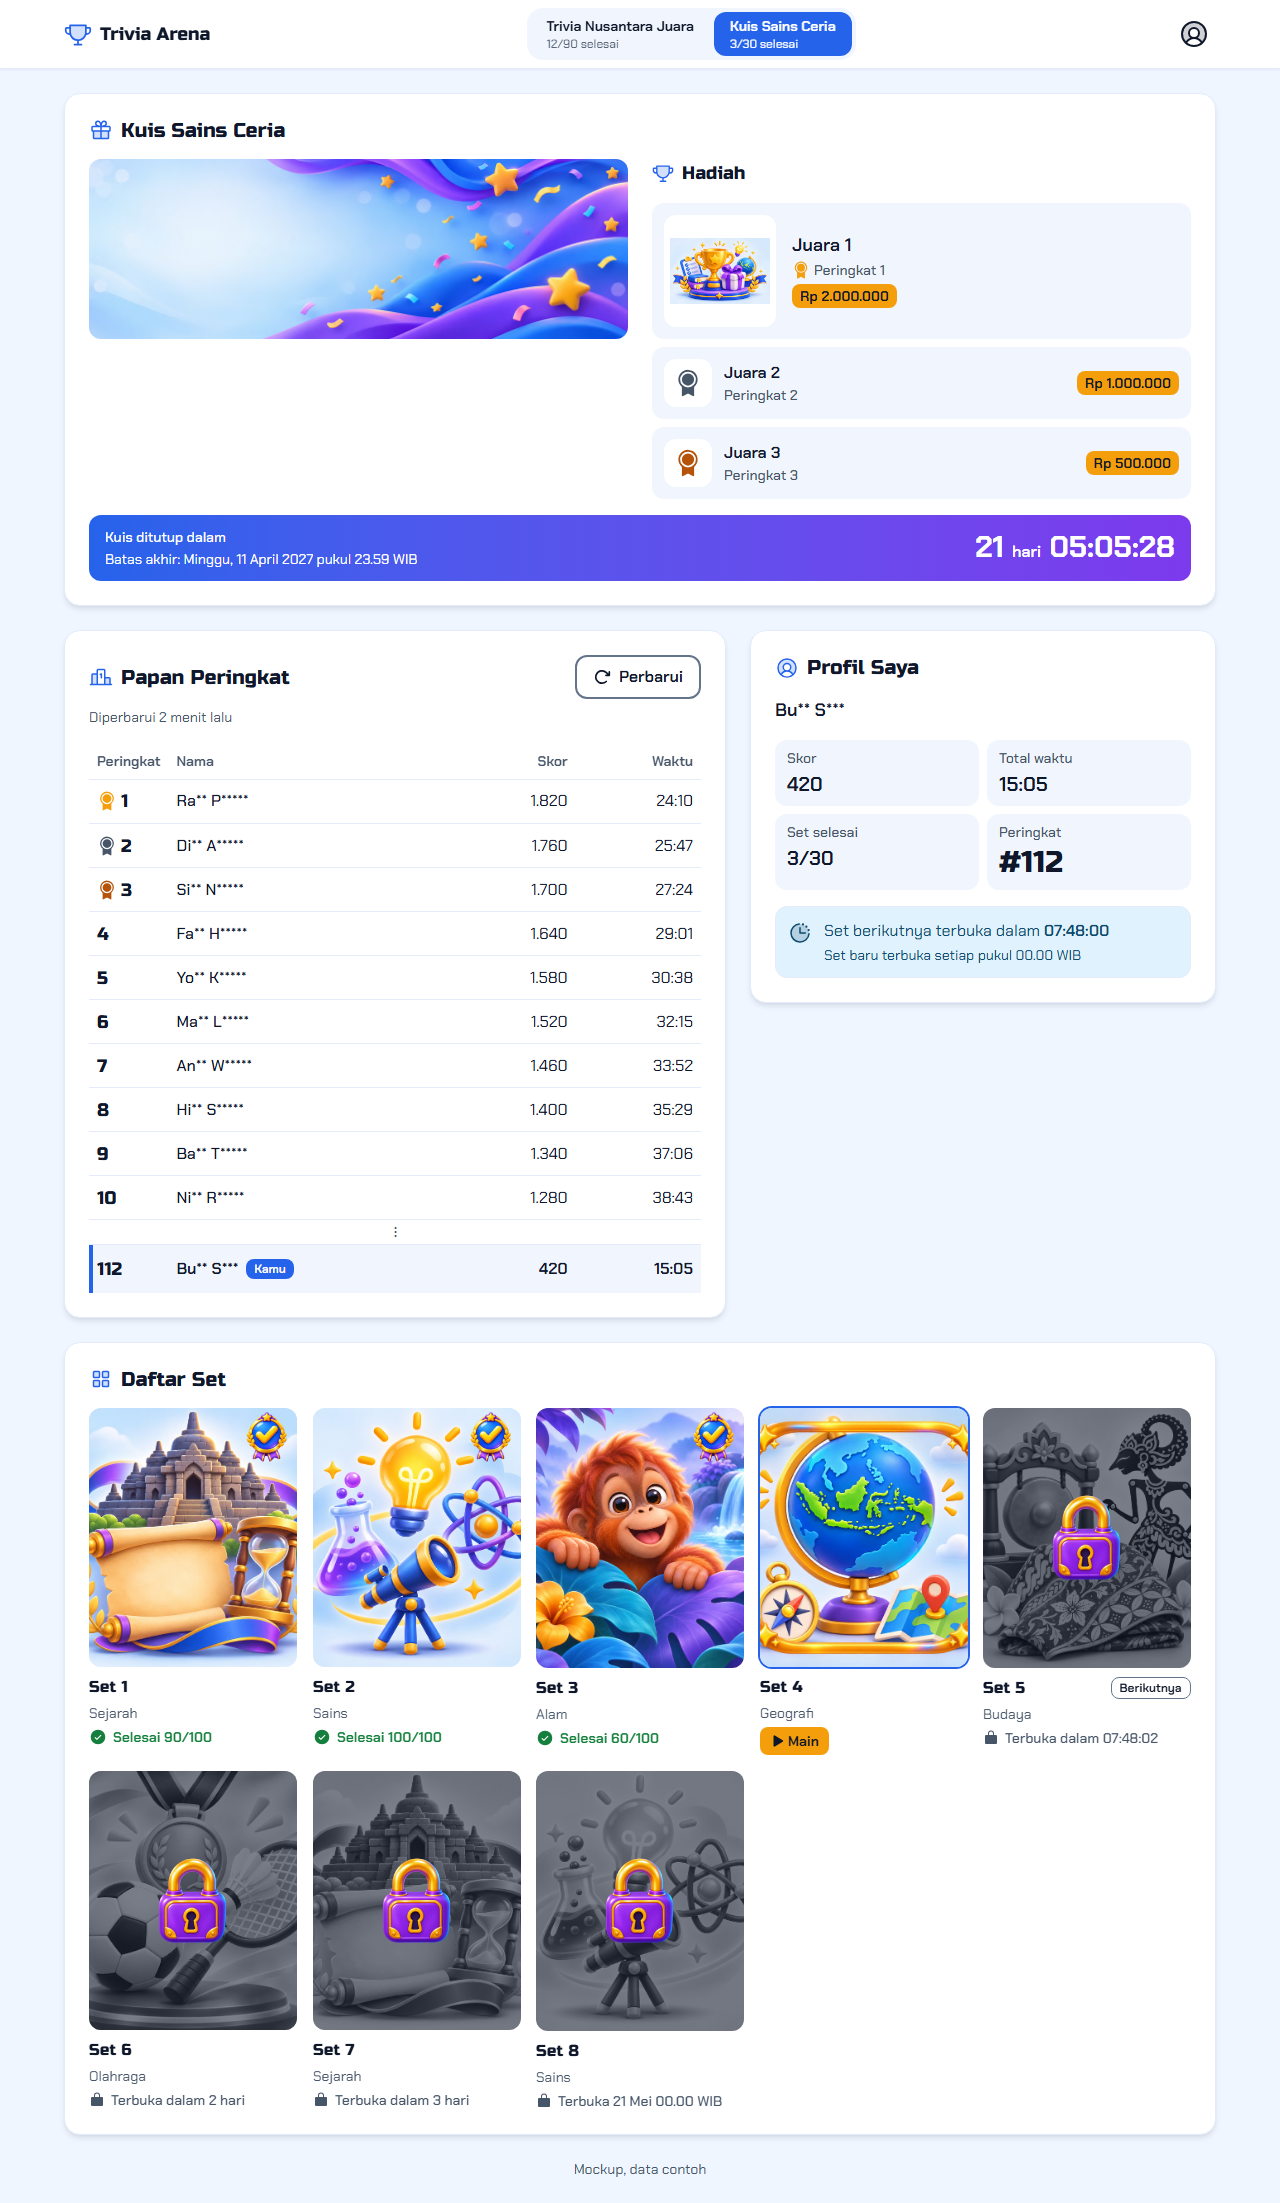 Trivia Arena
Trivia Nusantara Juara
12/90 selesai
Kuis Sains Ceria
3/30 selesai
Kuis Sains Ceria
Hadiah
Juara 1
Peringkat 1
Rp 2.000.000
Juara 2
Peringkat 2
Rp 1.000.000
Juara 3
Peringkat 3
Rp 500.000
Kuis ditutup dalam
Batas akhir: Minggu, 11 April 2027 pukul 23.59 WIB
21 hari 05:05:28
Papan Peringkat
Perbarui
Diperbarui 2 menit lalu
Peringkat Nama Skor Waktu
1 Ra** P***** 1.820 24:10
2 Di** A***** 1.760 25:47
3 Si** N***** 1.700 27:24
4 Fa** H***** 1.640 29:01
5 Yo** K***** 1.580 30:38
6 Ma** L***** 1.520 32:15
7 An** W***** 1.460 33:52
8 Hi** S***** 1.400 35:29
9 Ba** T***** 1.340 37:06
10 Ni** R***** 1.280 38:43
⋮
112 Bu** S*** Kamu 420 15:05
Profil Saya
Bu** S***
Skor
420
Total waktu
15:05
Set selesai
3/30
Peringkat
#112
Set berikutnya terbuka dalam 07:48:00
Set baru terbuka setiap pukul 00.00 WIB
Daftar Set
Set 1
Sejarah
Selesai 90/100
Set 2
Sains
Selesai 100/100
Set 3
Alam
Selesai 60/100
Set 4
Geografi
Main
Set 5
Berikutnya
Budaya
Terbuka dalam 07:48:02
Set 6
Olahraga
Terbuka dalam 2 hari
Set 7
Sejarah
Terbuka dalam 3 hari
Set 8
Sains
Terbuka 21 Mei 00.00 WIB
Mockup, data contoh